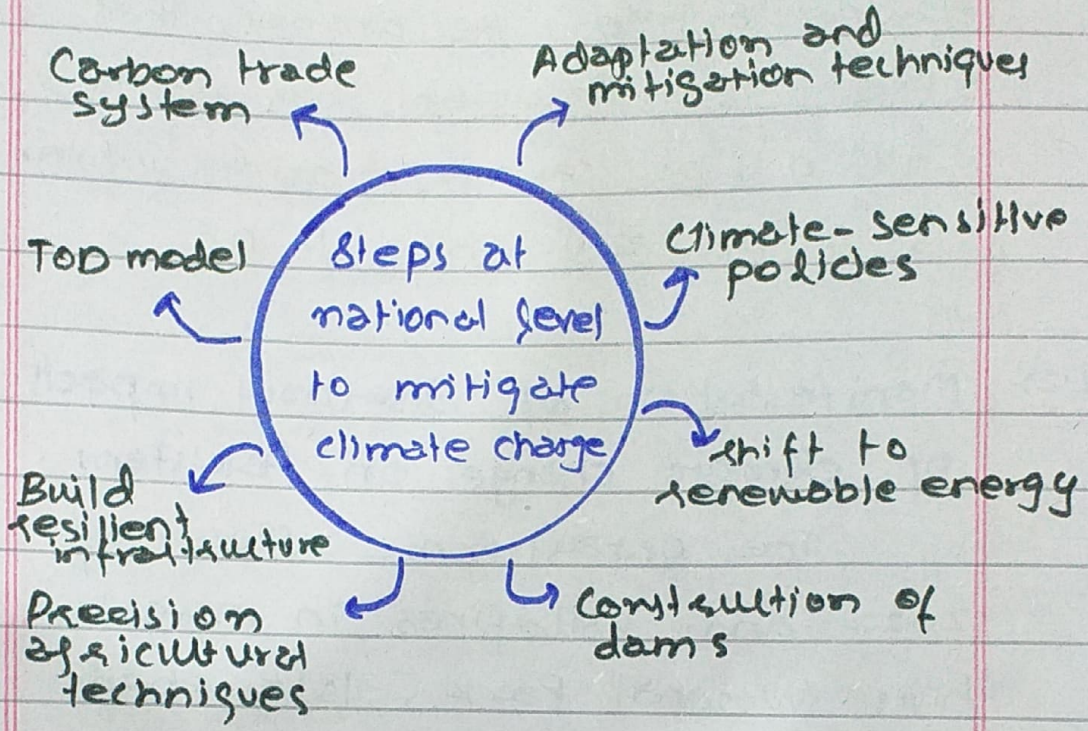 Carbon trade
system
Adaptation and
mitigation techniques
TOD model
Steps at
national level
to mitigate
climate change
Climate-sensitive
policies
shift to
renewable energy
Build
resilient
infrastructure
Precision
agricultural
techniques
Construction of
dams